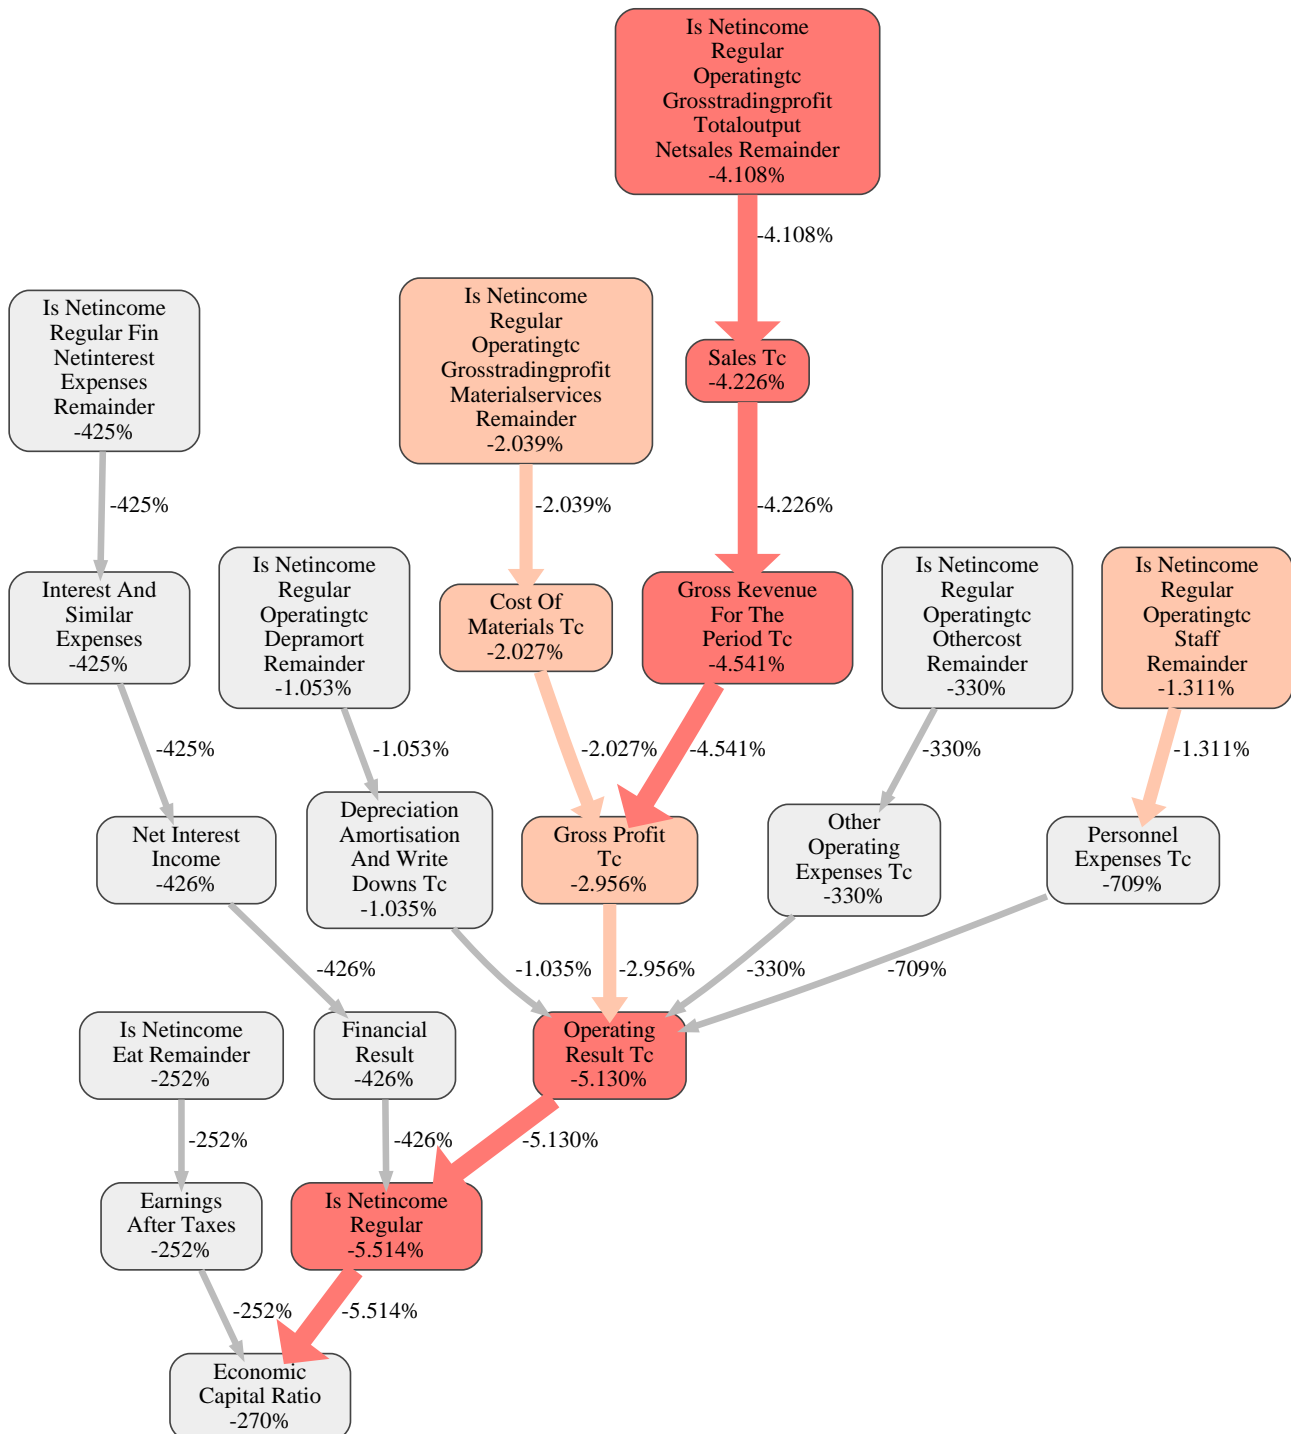 Is Netincome
Regular
Operatingtc
Grosstradingprofit
Totaloutput
Netsales Remainder
-4.108%
-4.108%
Is Netincome
Regular Fin
Netinterest
Expenses
Remainder
-425%
Is Netincome
Regular
Operatingtc
Grosstradingprofit
Materialservices
Remainder
-2.039%
Sales Tc
-4.226%
-425%
-2.039%
-4.226%
Interest And
Similar
Expenses
-425%
Is Netincome
Regular
Operatingtc
Depramort
Remainder
-1.053%
Cost Of
Materials Tc
-2.027%
Gross Revenue
For The
Period Tc
-4.541%
Is Netincome
Regular
Operatingtc
Othercost
Remainder
-330%
Is Netincome
Regular
Operatingtc
Staff
Remainder
-1.311%
-425%
-1.053%
-2.027%
-4.541%
-330%
-1.311%
Net Interest
Income
-426%
Depreciation
Amortisation
And Write
Downs Tc
-1.035%
Gross Profit
Tc
-2.956%
Other
Operating
Expenses Tc
-330%
Personnel
Expenses Tc
-709%
-426%
-1.035%
-2.956%
-330%
-709%
Is Netincome
Eat Remainder
-252%
Financial
Result
-426%
Operating
Result Tc
-5.130%
-252%
-426%
-5.130%
Earnings
After Taxes
-252%
Is Netincome
Regular
-5.514%
-252%
-5.514%
Economic
Capital Ratio
-270%